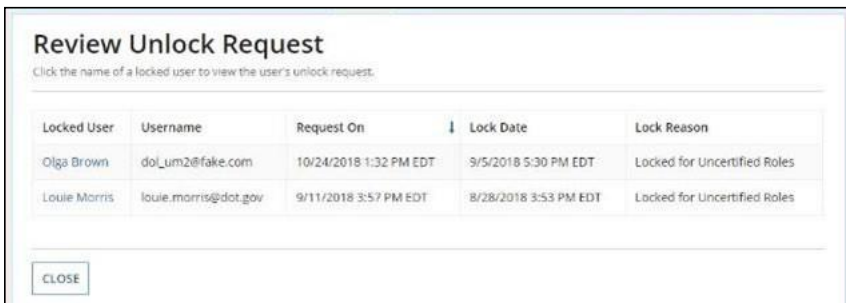 Review Unlock Request
Click the name of a locked user to view the user's unlock request.
Locked User Username Request On Lock Date Lock Reason
Olga Brown dol_um2@fake.com 10/24/2018 1:32 PM EDT 9/5/2018 5:30 PM EDT Locked for Uncertified Roles
Louie Morris louie.morris@dot.gov 9/11/2018 3:57 PM EDT 8/28/2018 3:53 PM EDT Locked for Uncertified Roles
CLOSE